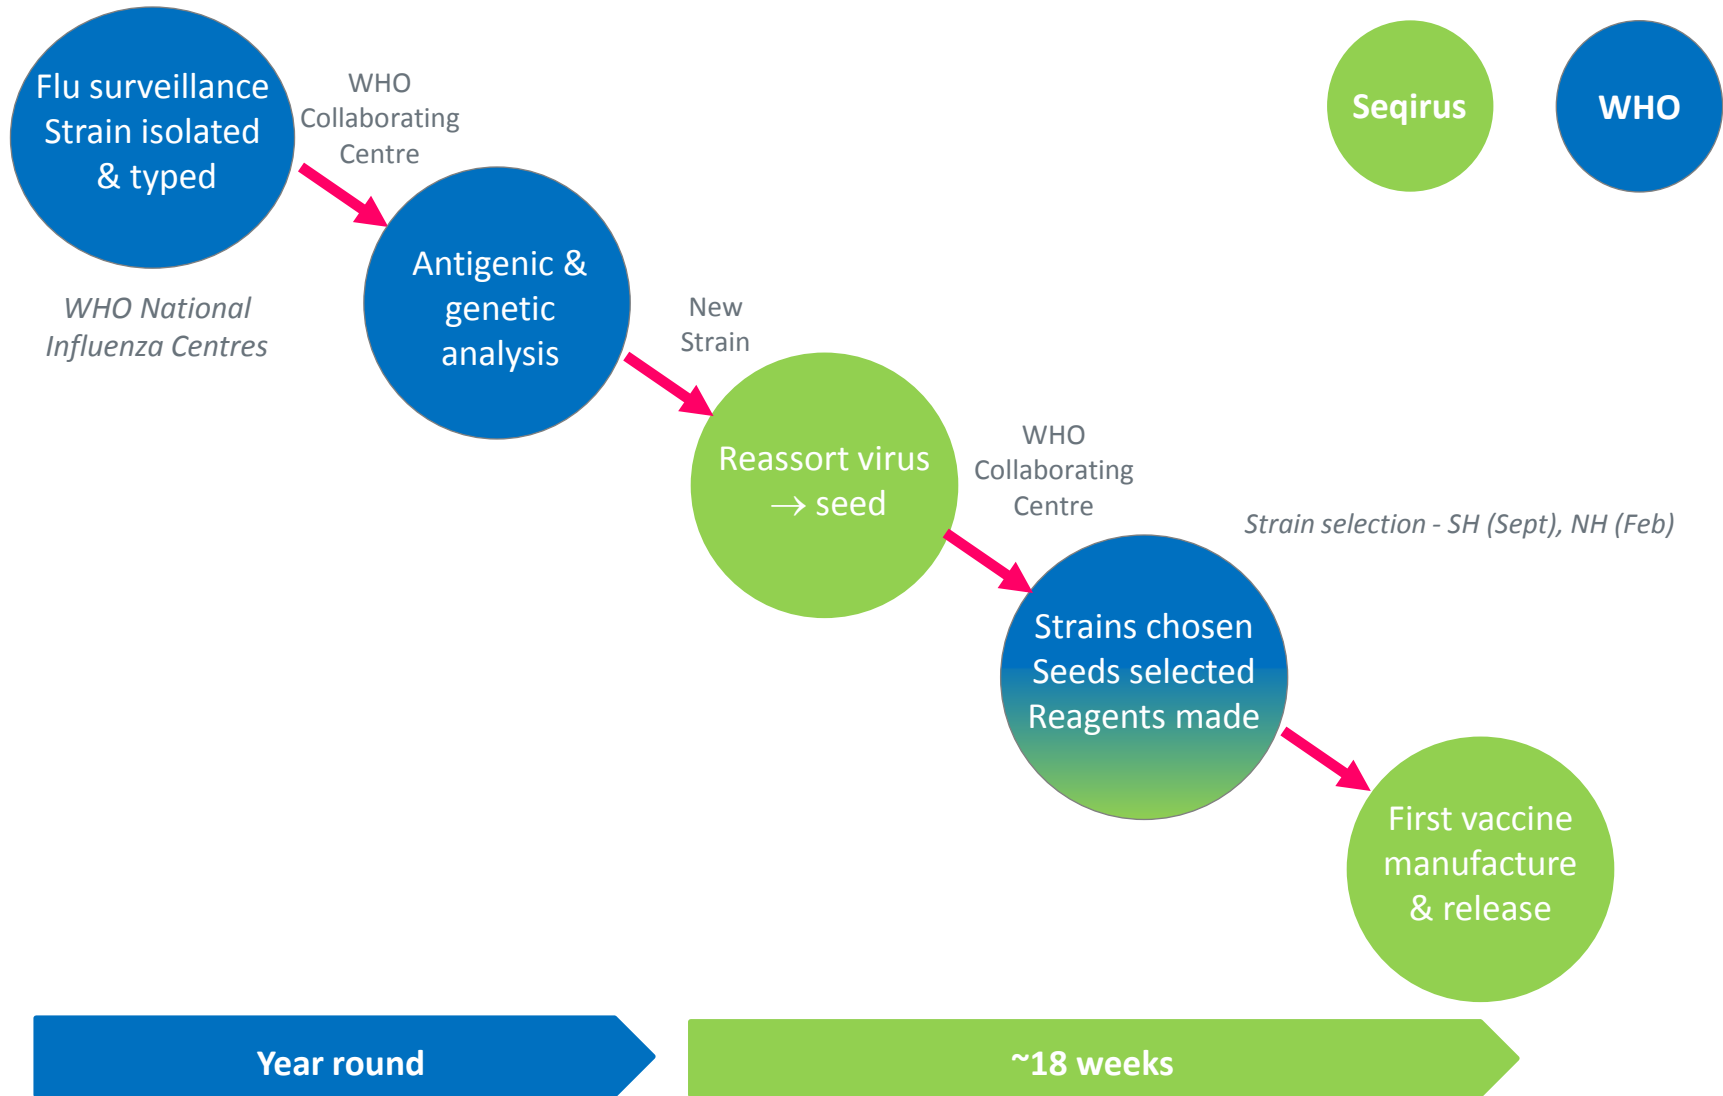 Flu surveillance
Strain isolated
& typed
WHO
Collaborating
Centre
Seqirus
WHO
WHO National
Influenza Centres
Antigenic &
genetic
analysis
New
Strain
Reassort virus
→ seed
WHO
Collaborating
Centre
Strain selection - SH (Sept), NH (Feb)
Strains chosen
Seeds selected
Reagents made
First vaccine
manufacture
& release
Year round
~18 weeks